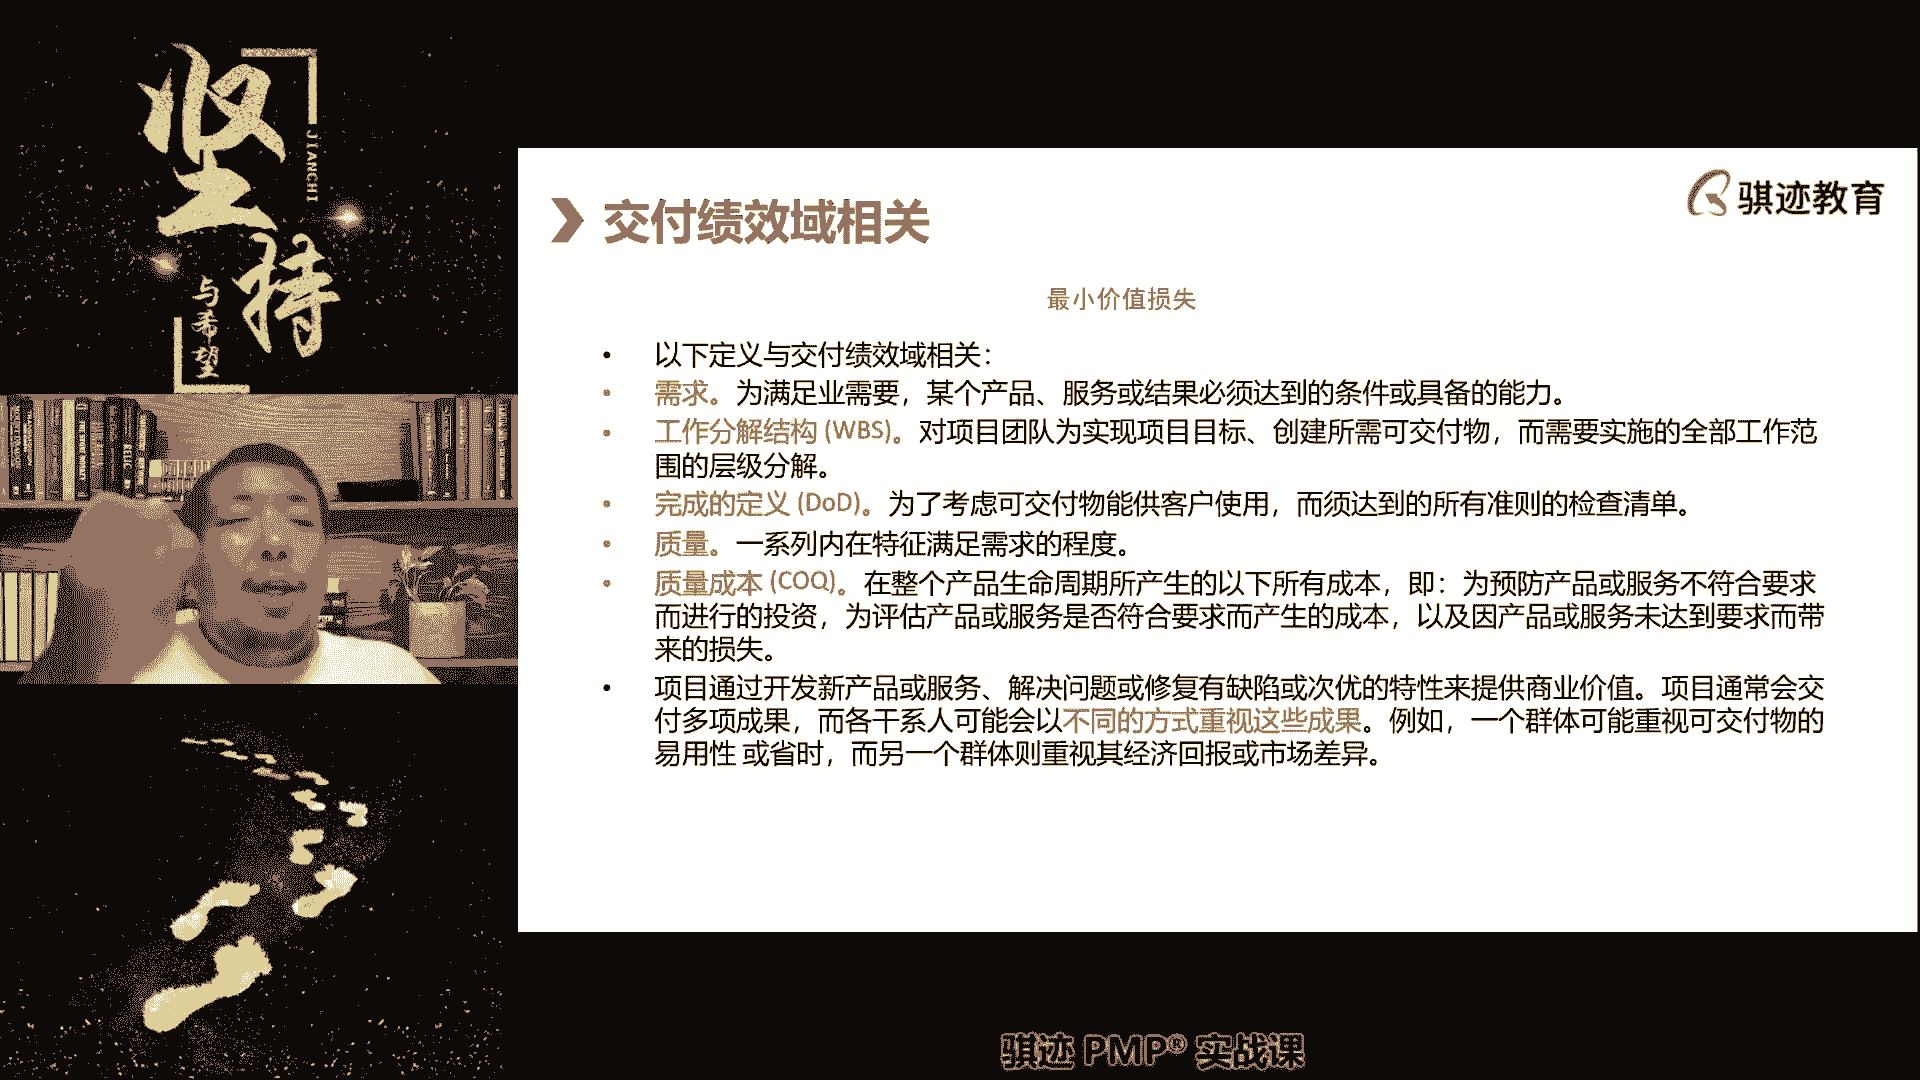 坚持
JIANCHI
与希望
骐迹教育
交付绩效域相关
最小价值损失
• 以下定义与交付绩效域相关：
• 需求。为满足业需要，某个产品、服务或结果必须达到的条件或具备的能力。
• 工作分解结构 (WBS)。对项目团队为实现项目目标、创建所需可交付物，而需要实施的全部工作范
围的层级分解。
• 完成的定义 (DoD)。为了考虑可交付物能供客户使用，而须达到的所有准则的检查清单。
• 质量。一系列内在特征满足需求的程度。
• 质量成本 (COQ)。在整个产品生命周期所产生的以下所有成本，即：为预防产品或服务不符合要求
而进行的投资，为评估产品或服务是否符合要求而产生的成本，以及因产品或服务未达到要求而带
来的损失。
• 项目通过开发新产品或服务、解决问题或修复有缺陷或次优的特性来提供商业价值。项目通常会交
付多项成果，而各干系人可能会以不同的方式重视这些成果。例如，一个群体可能重视可交付物的
易用性 或省时，而另一个群体则重视其经济回报或市场差异。
骐迹 PMP® 实战课